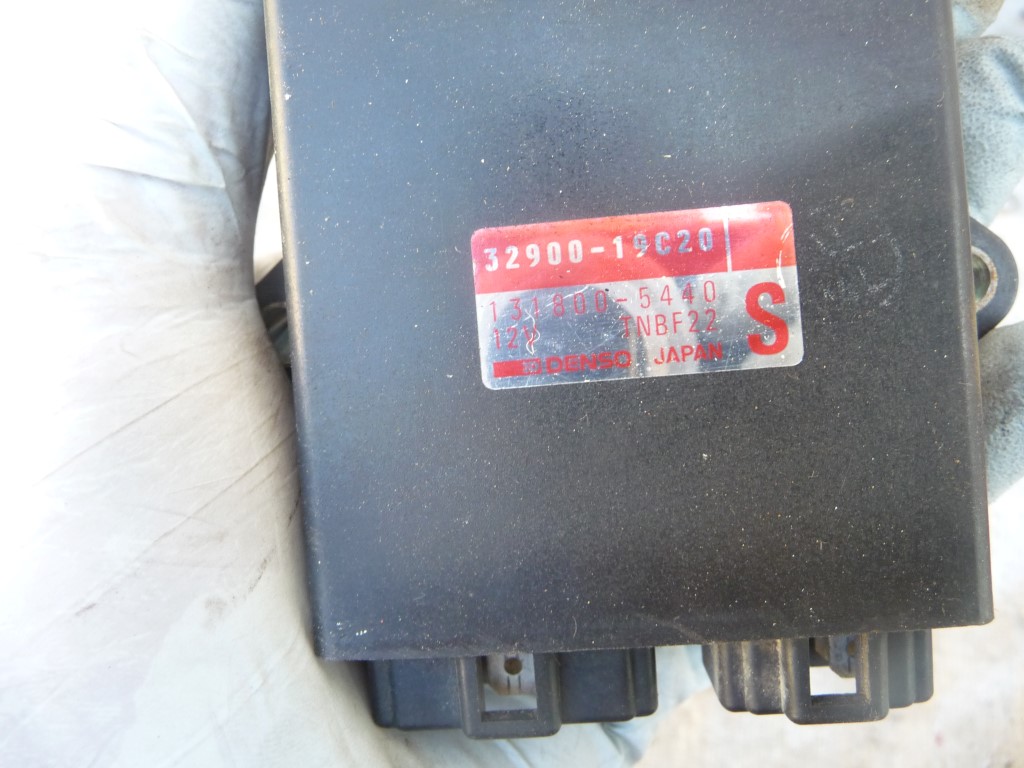 32900-19C20
131800-5440
12V TNBF22
DENSO JAPAN
S